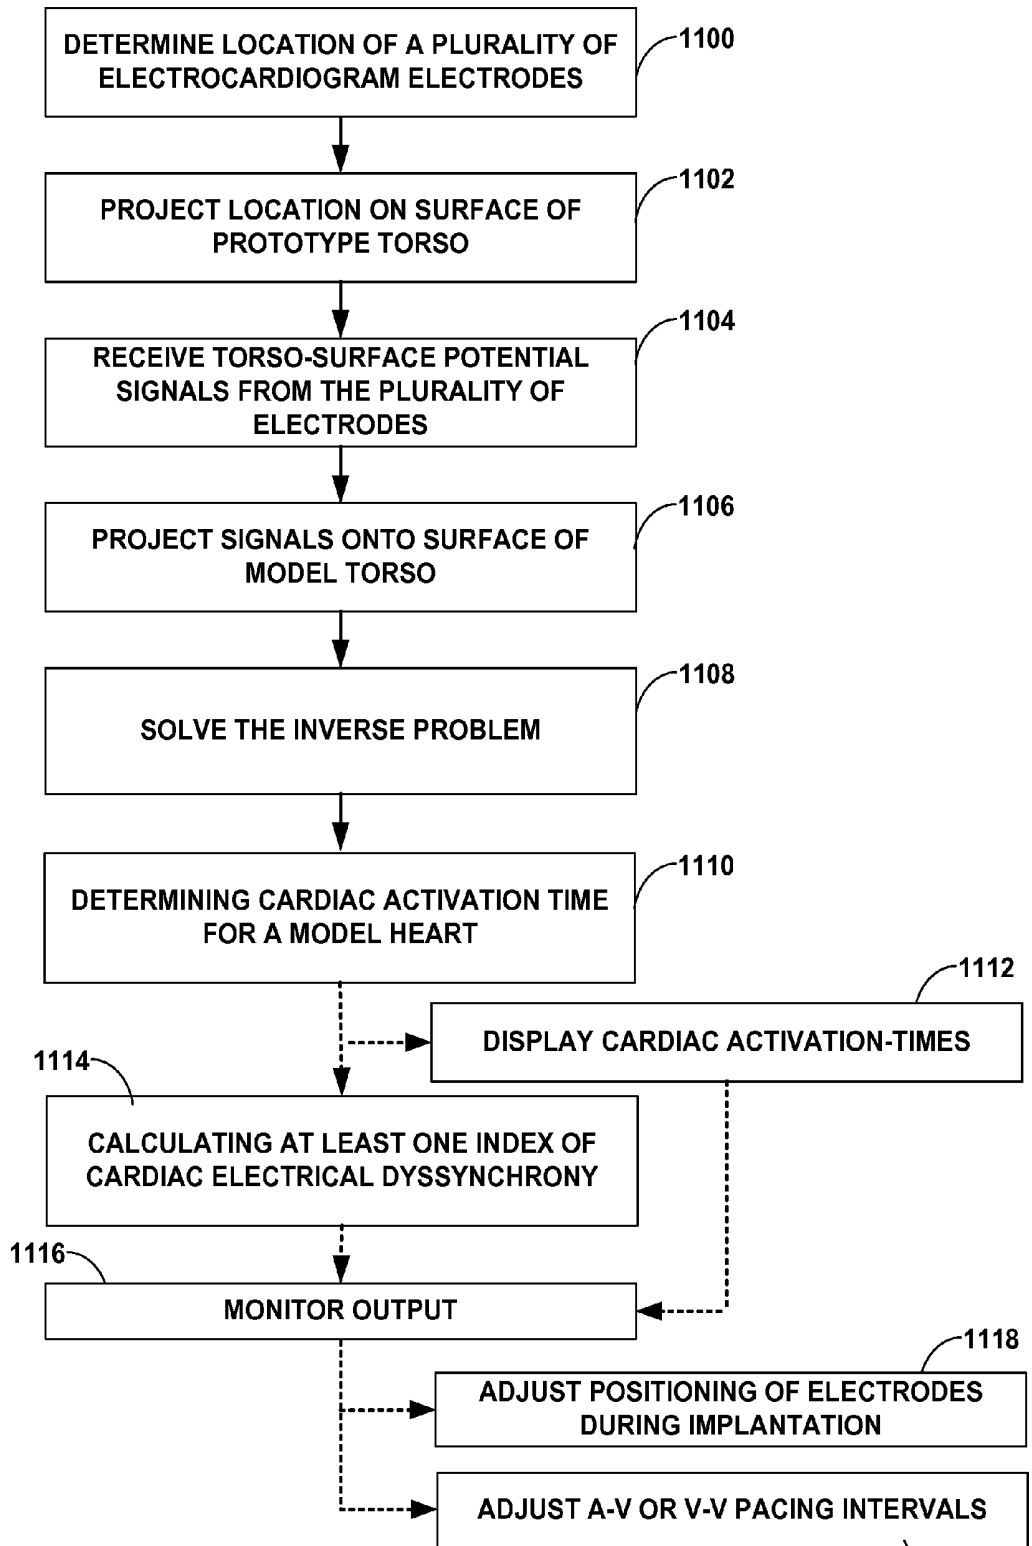 DETERMINE LOCATION OF A PLURALITY OF
ELECTROCARDIOGRAM ELECTRODES
1100
PROJECT LOCATION ON SURFACE OF
PROTOTYPE TORSO
1102
RECEIVE TORSO-SURFACE POTENTIAL
SIGNALS FROM THE PLURALITY OF
ELECTRODES
1104
PROJECT SIGNALS ONTO SURFACE OF
MODEL TORSO
1106
SOLVE THE INVERSE PROBLEM
1108
DETERMINING CARDIAC ACTIVATION TIME
FOR A MODEL HEART
1110
DISPLAY CARDIAC ACTIVATION-TIMES
1112
1114
CALCULATING AT LEAST ONE INDEX OF
CARDIAC ELECTRICAL DYSSYNCHRONY
1116
MONITOR OUTPUT
1118
ADJUST POSITIONING OF ELECTRODES
DURING IMPLANTATION
ADJUST A-V OR V-V PACING INTERVALS